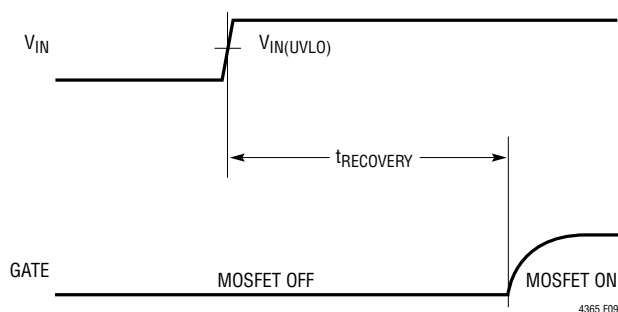 VIN
VIN(UVLO)
tRECOVERY
GATE
MOSFET OFF
MOSFET ON
4365 F09